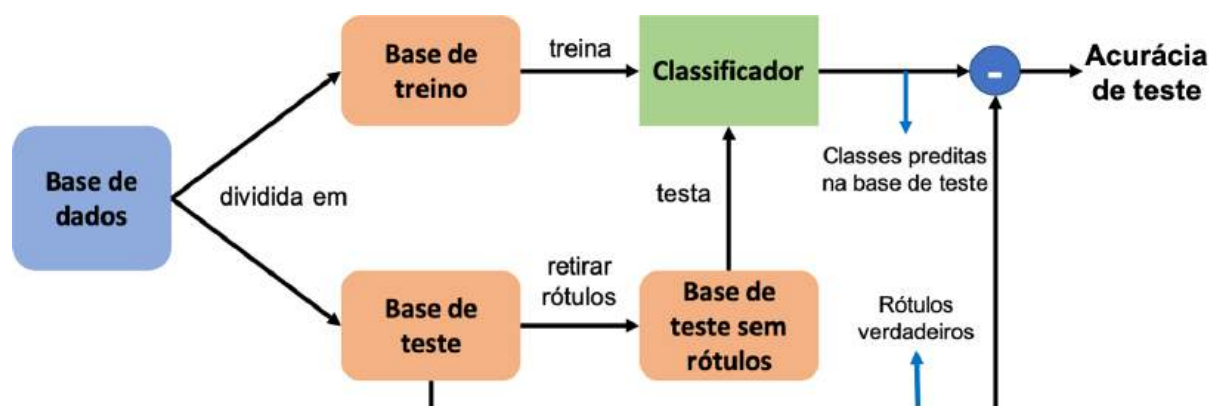 Base de
treino
treina
Classificador
-
Acurácia
de teste
Classes preditas
na base de teste
Base de
dados
dividida em
testa
retirar
rótulos
Base de
teste
Base de
teste sem
rótulos
Rótulos
verdadeiros